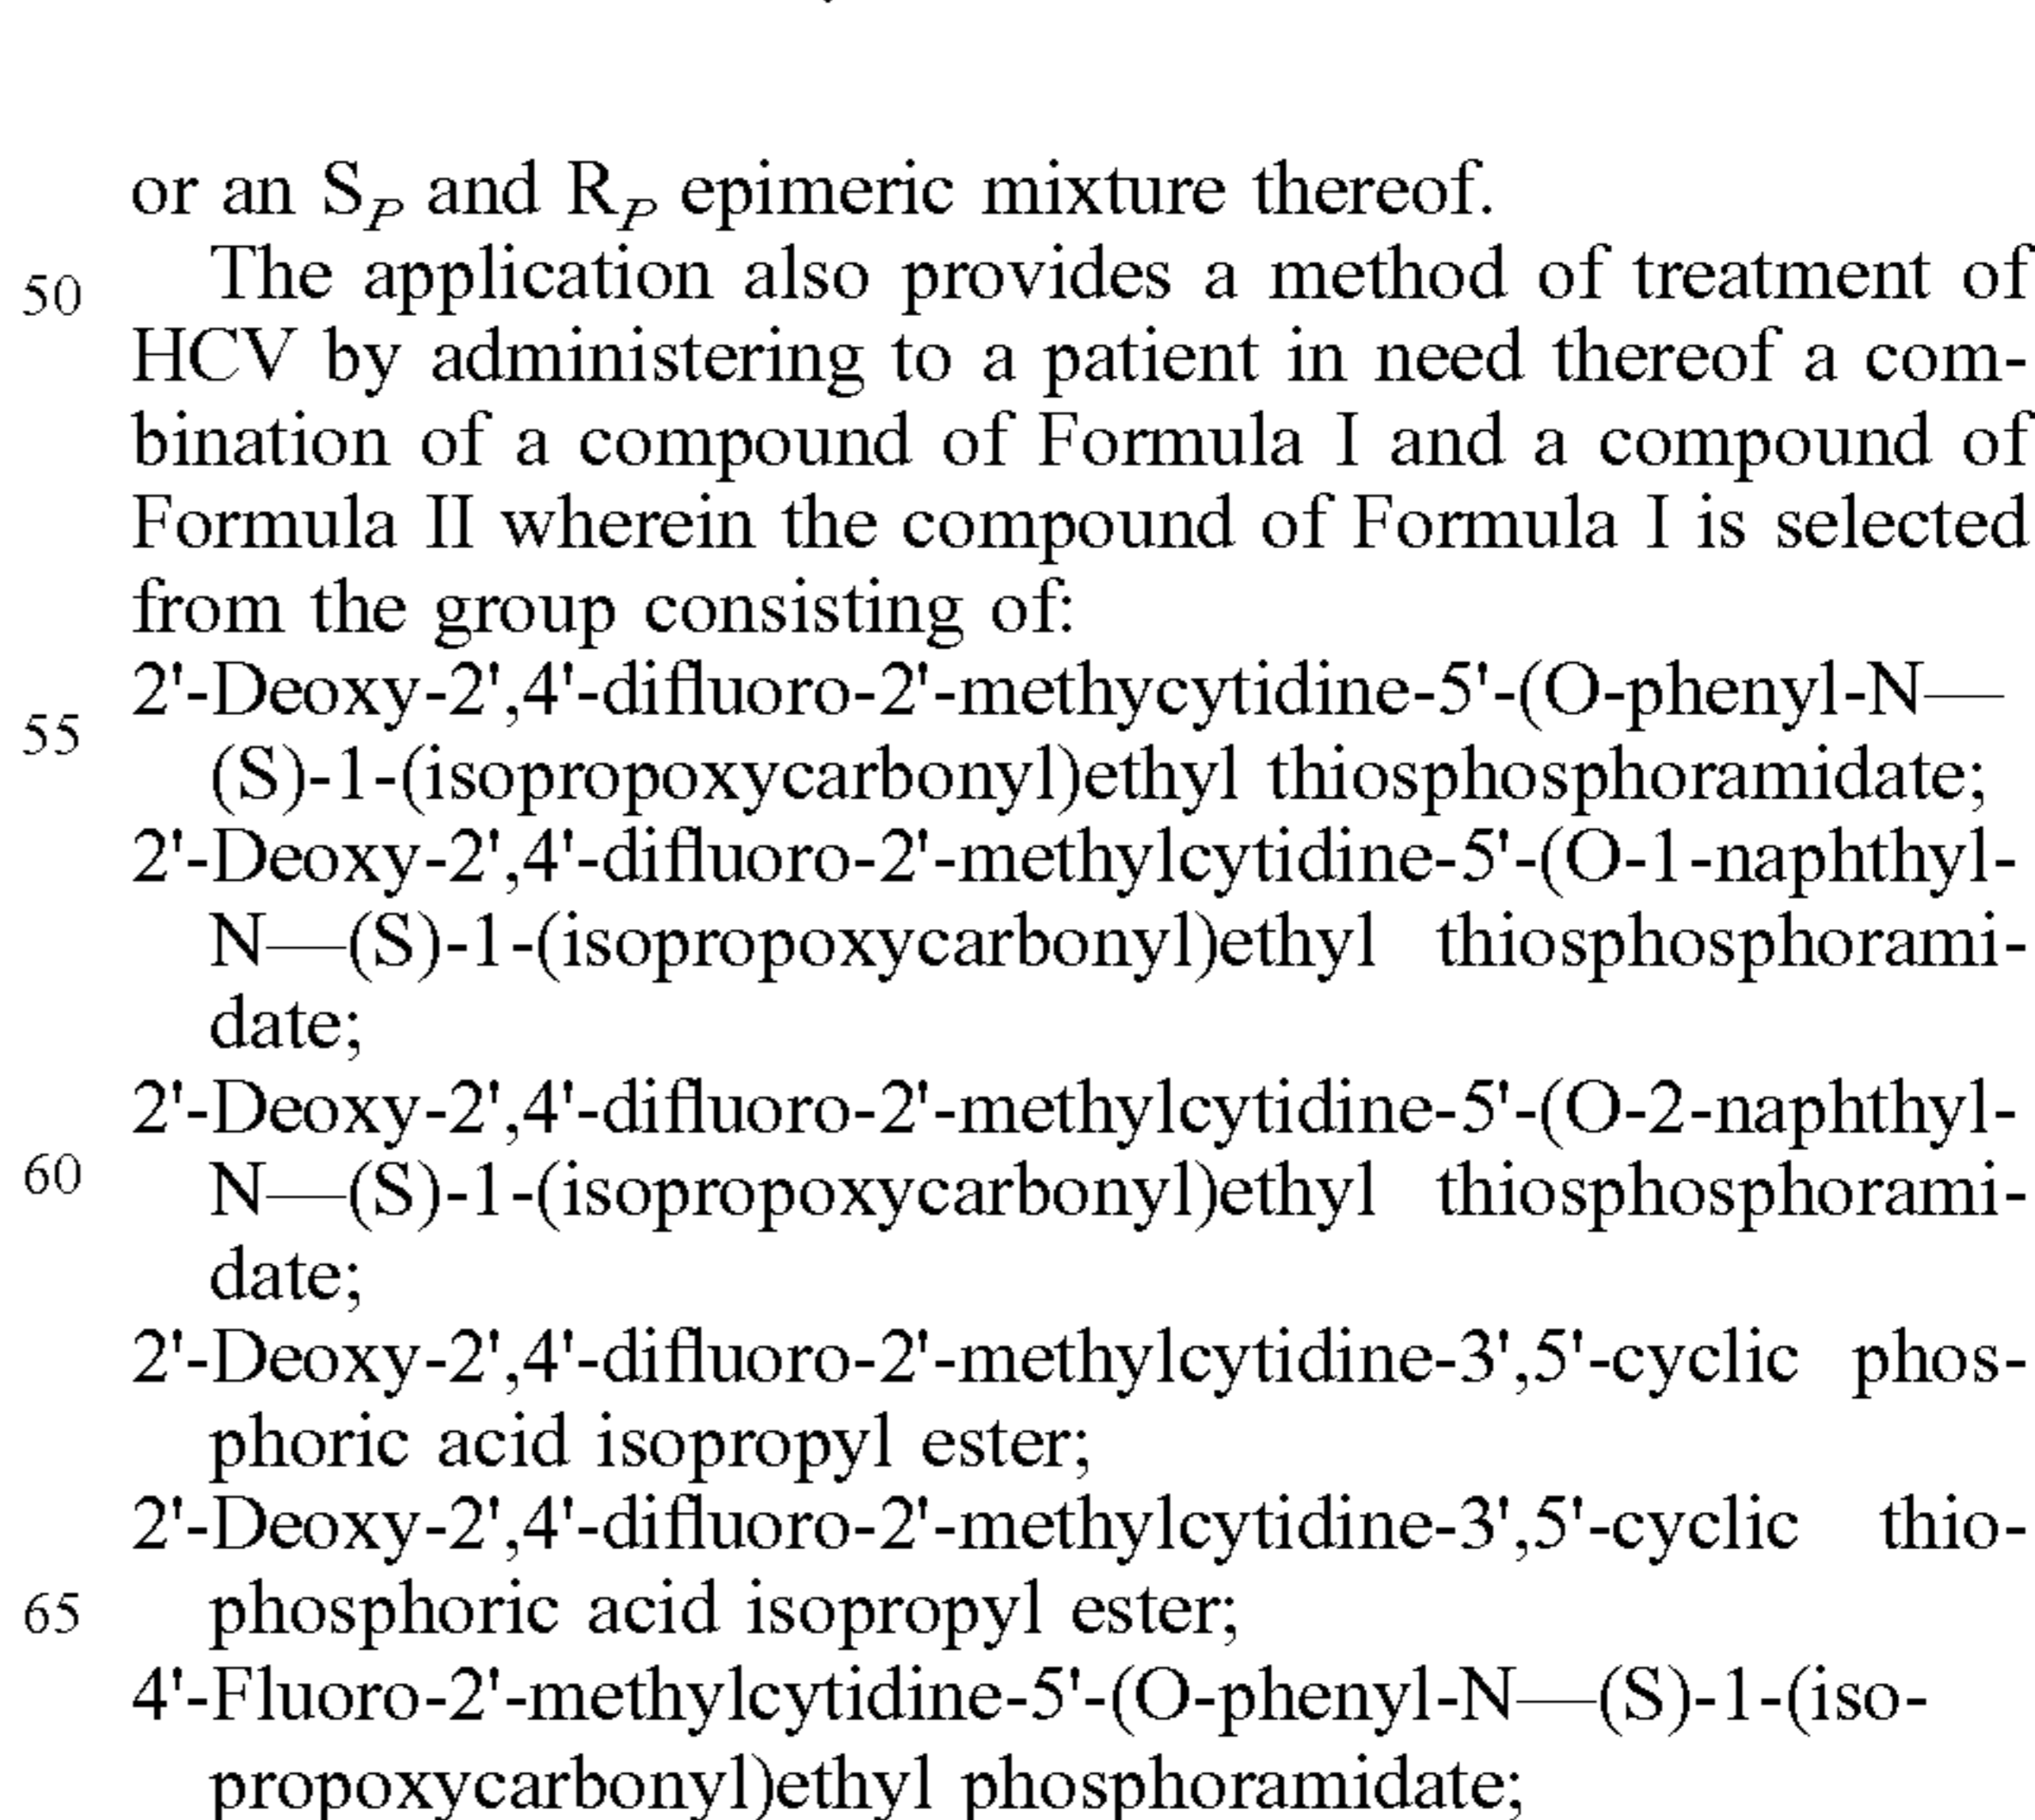 or an S_P and R_P epimeric mixture thereof.
50 The application also provides a method of treatment of
HCV by administering to a patient in need thereof a com-
bination of a compound of Formula I and a compound of
Formula II wherein the compound of Formula I is selected
from the group consisting of:
2'-Deoxy-2',4'-difluoro-2'-methycytidine-5'-(O-phenyl-N—
55 (S)-1-(isopropoxycarbonyl)ethyl thiosphosphoramidate;
2'-Deoxy-2',4'-difluoro-2'-methylcytidine-5'-(O-1-naphthyl-
N—(S)-1-(isopropoxycarbonyl)ethyl thiosphosphorami-
date;
2'-Deoxy-2',4'-difluoro-2'-methylcytidine-5'-(O-2-naphthyl-
60 N—(S)-1-(isopropoxycarbonyl)ethyl thiosphosphorami-
date;
2'-Deoxy-2',4'-difluoro-2'-methylcytidine-3',5'-cyclic phos-
phoric acid isopropyl ester;
2'-Deoxy-2',4'-difluoro-2'-methylcytidine-3',5'-cyclic thio-
65 phosphoric acid isopropyl ester;
4'-Fluoro-2'-methylcytidine-5'-(O-phenyl-N—(S)-1-(iso-
propoxycarbonyl)ethyl phosphoramidate;